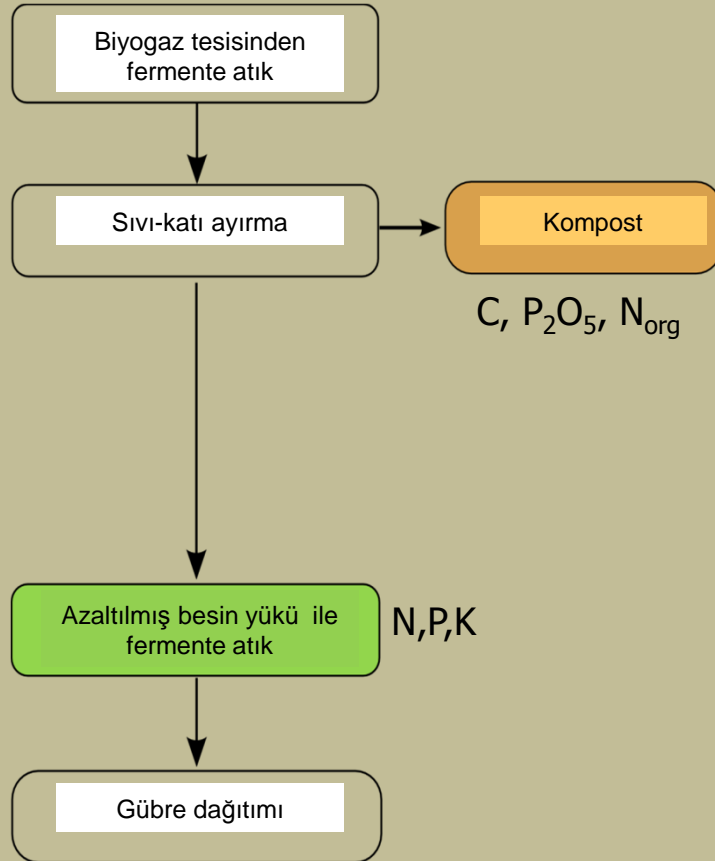 Biyogaz tesisinden
fermente atık
Sıvı-katı ayırma
Kompost
C, P₂O₅, Nₒᵣg
Azaltılmış besin yükü ile
fermente atık
N,P,K
Gübre dağıtımı